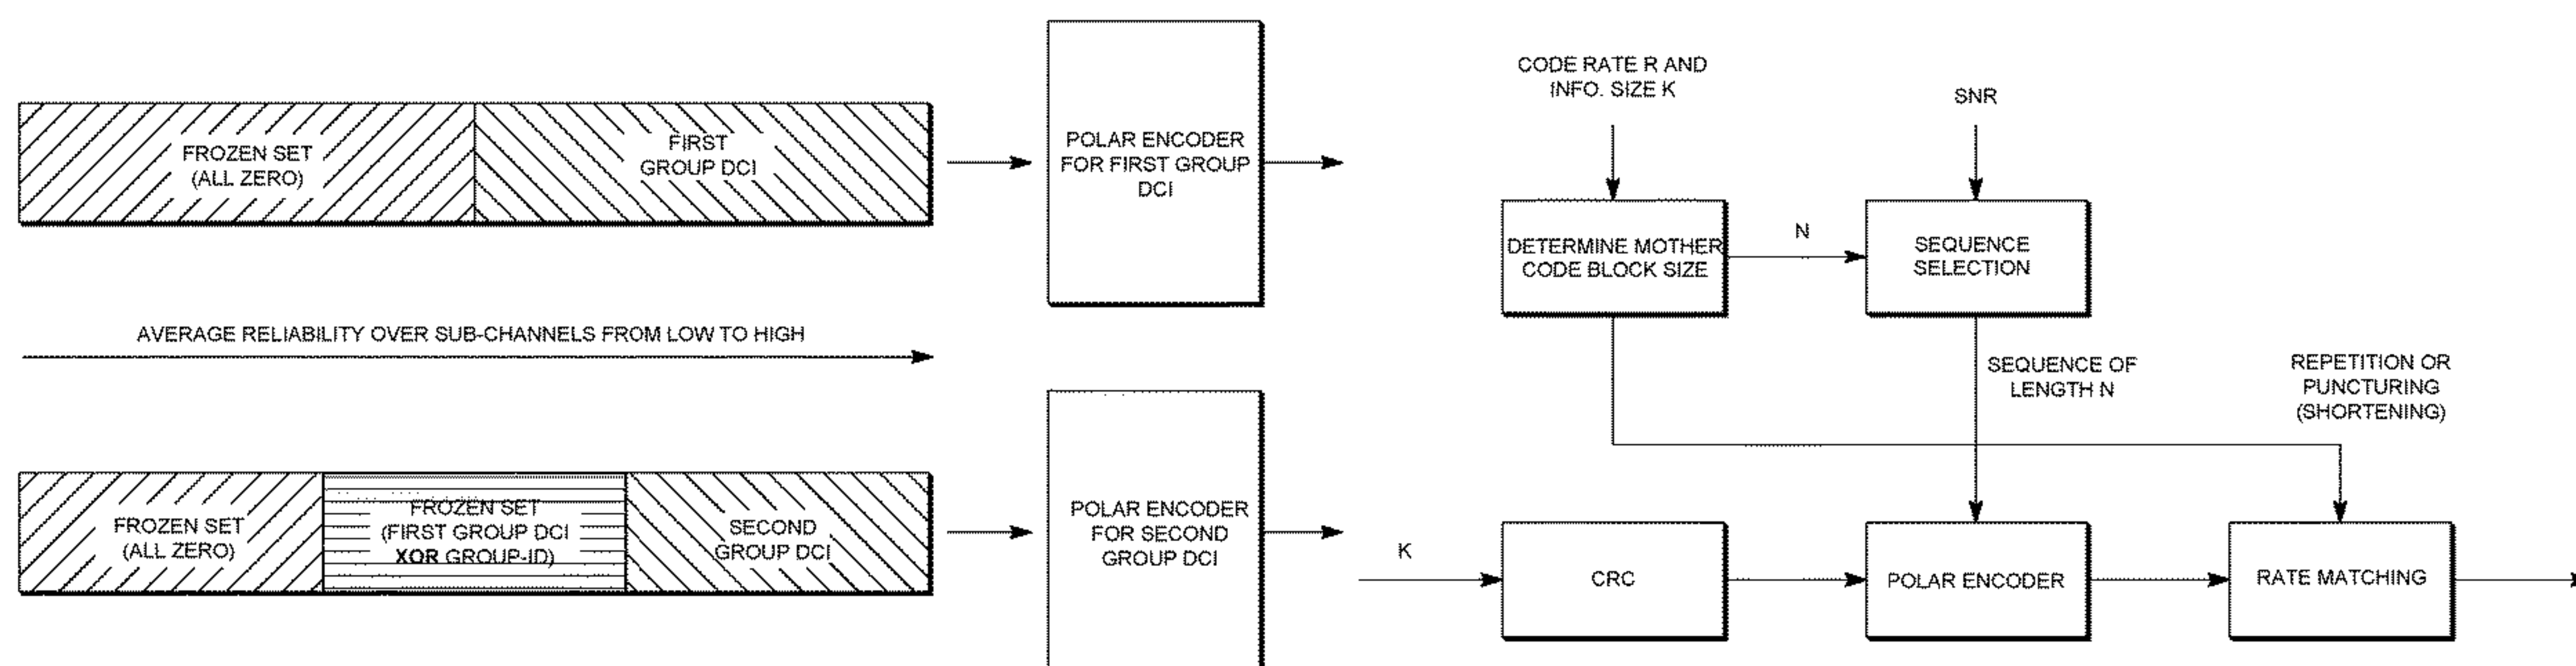 FROZEN SET
(ALL ZERO)
FIRST
GROUP DCI
POLAR ENCODER
FOR FIRST GROUP
DCI
AVERAGE RELIABILITY OVER SUB-CHANNELS FROM LOW TO HIGH
FROZEN SET
(ALL ZERO)
FROZEN SET
(FIRST GROUP DCI
XOR GROUP-ID)
SECOND
GROUP DCI
POLAR ENCODER
FOR SECOND
GROUP DCI
CODE RATE R AND
INFO. SIZE K
SNR
DETERMINE MOTHER
CODE BLOCK SIZE
N
SEQUENCE
SELECTION
SEQUENCE OF
LENGTH N
REPETITION OR
PUNCTURING
(SHORTENING)
K
CRC
POLAR ENCODER
RATE MATCHING